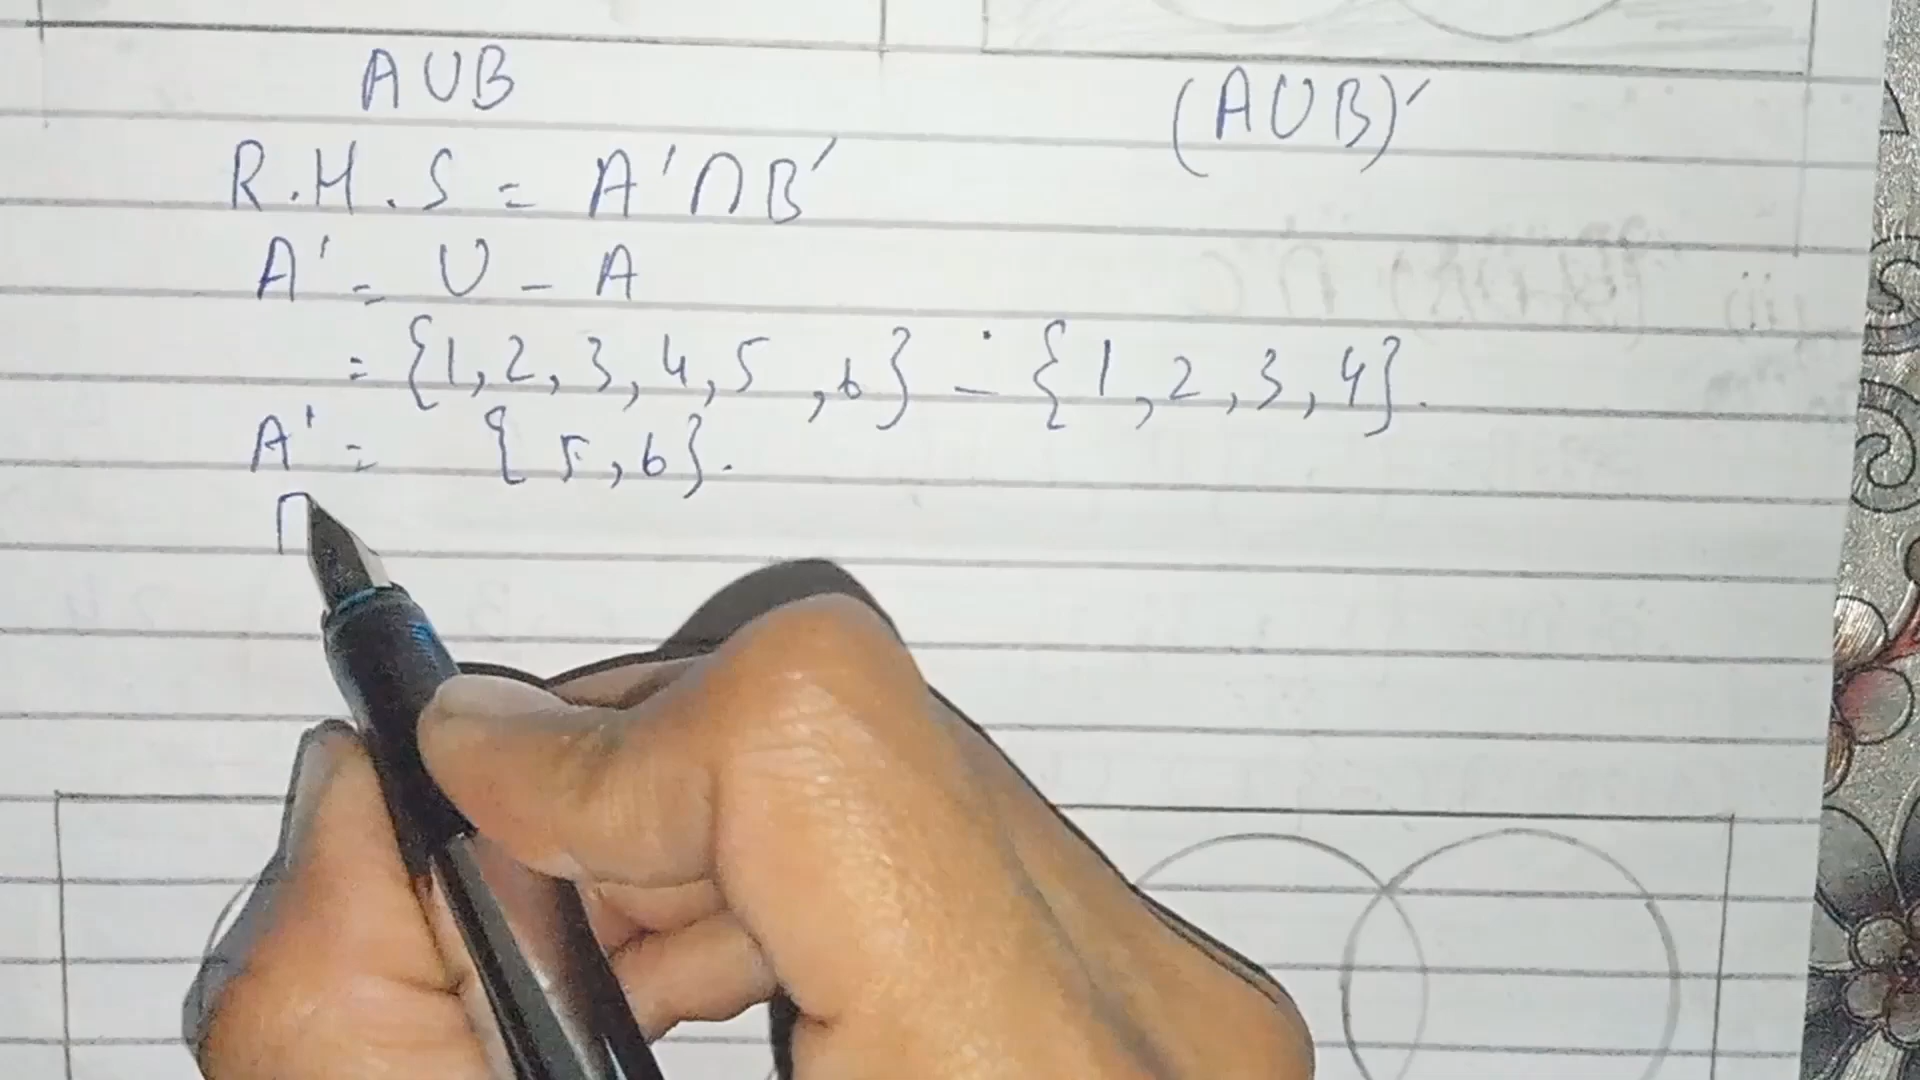 A ∪ B
(A ∪ B)′
R.H.S = A′ ∩ B′
A′ = U - A
= {1, 2, 3, 4, 5, 6} - {1, 2, 3, 4}.
A′ = {5, 6}.